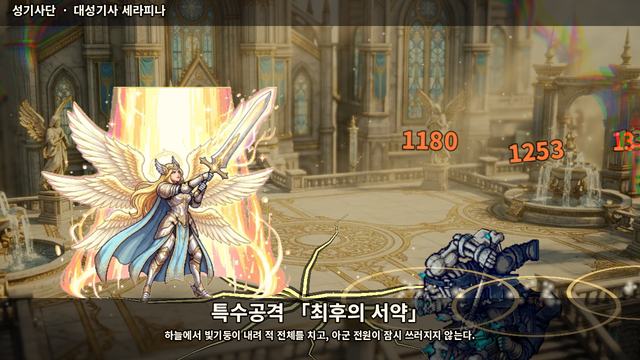 성기사단 · 대성기사 세라피나
1180
1253
특수공격 「최후의 서약」
하늘에서 빛기둥이 내려 적 전체를 치고, 아군 전원이 잠시 쓰러지지 않는다.